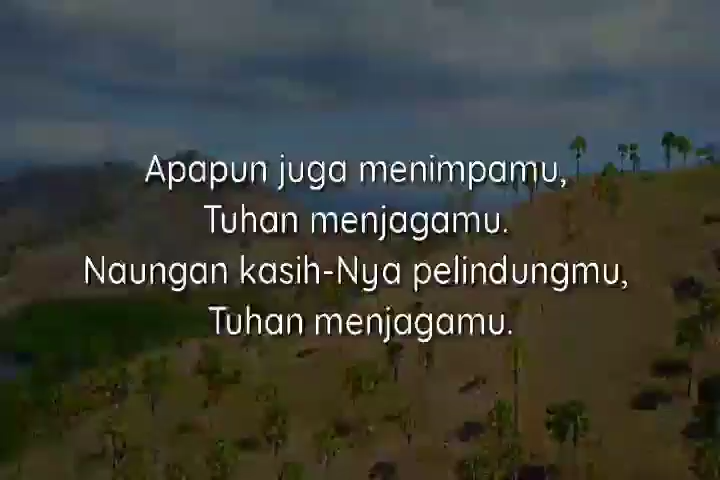 Apapun juga menimpamu,
Tuhan menjagamu.
Naungan kasih-Nya pelindungmu,
Tuhan menjagamu.